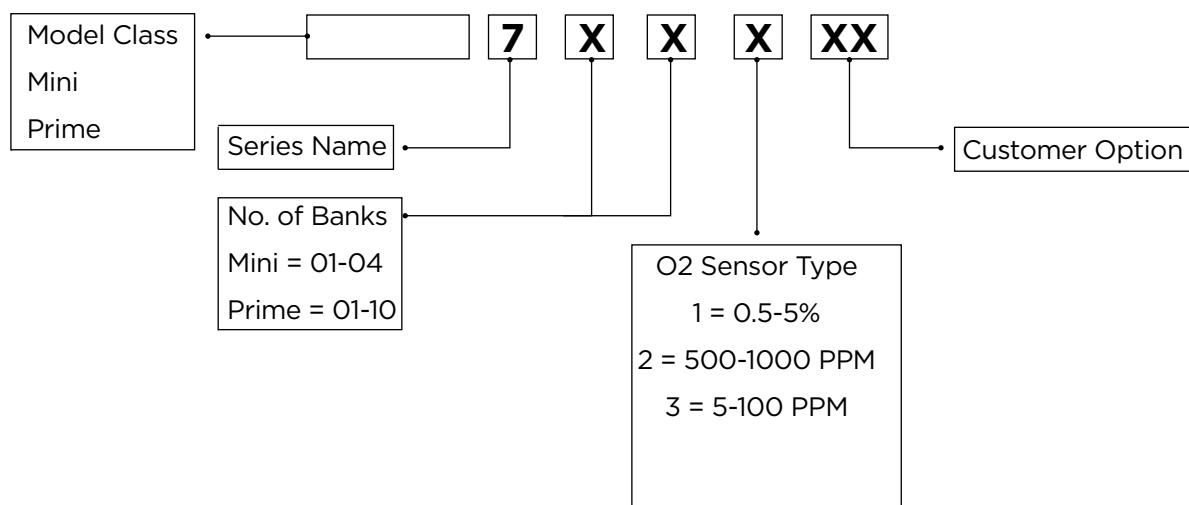 Model Class
Mini
Prime
7 X X X XX
Series Name
Customer Option
No. of Banks
Mini = 01-04
Prime = 01-10
O2 Sensor Type
1 = 0.5-5%
2 = 500-1000 PPM
3 = 5-100 PPM